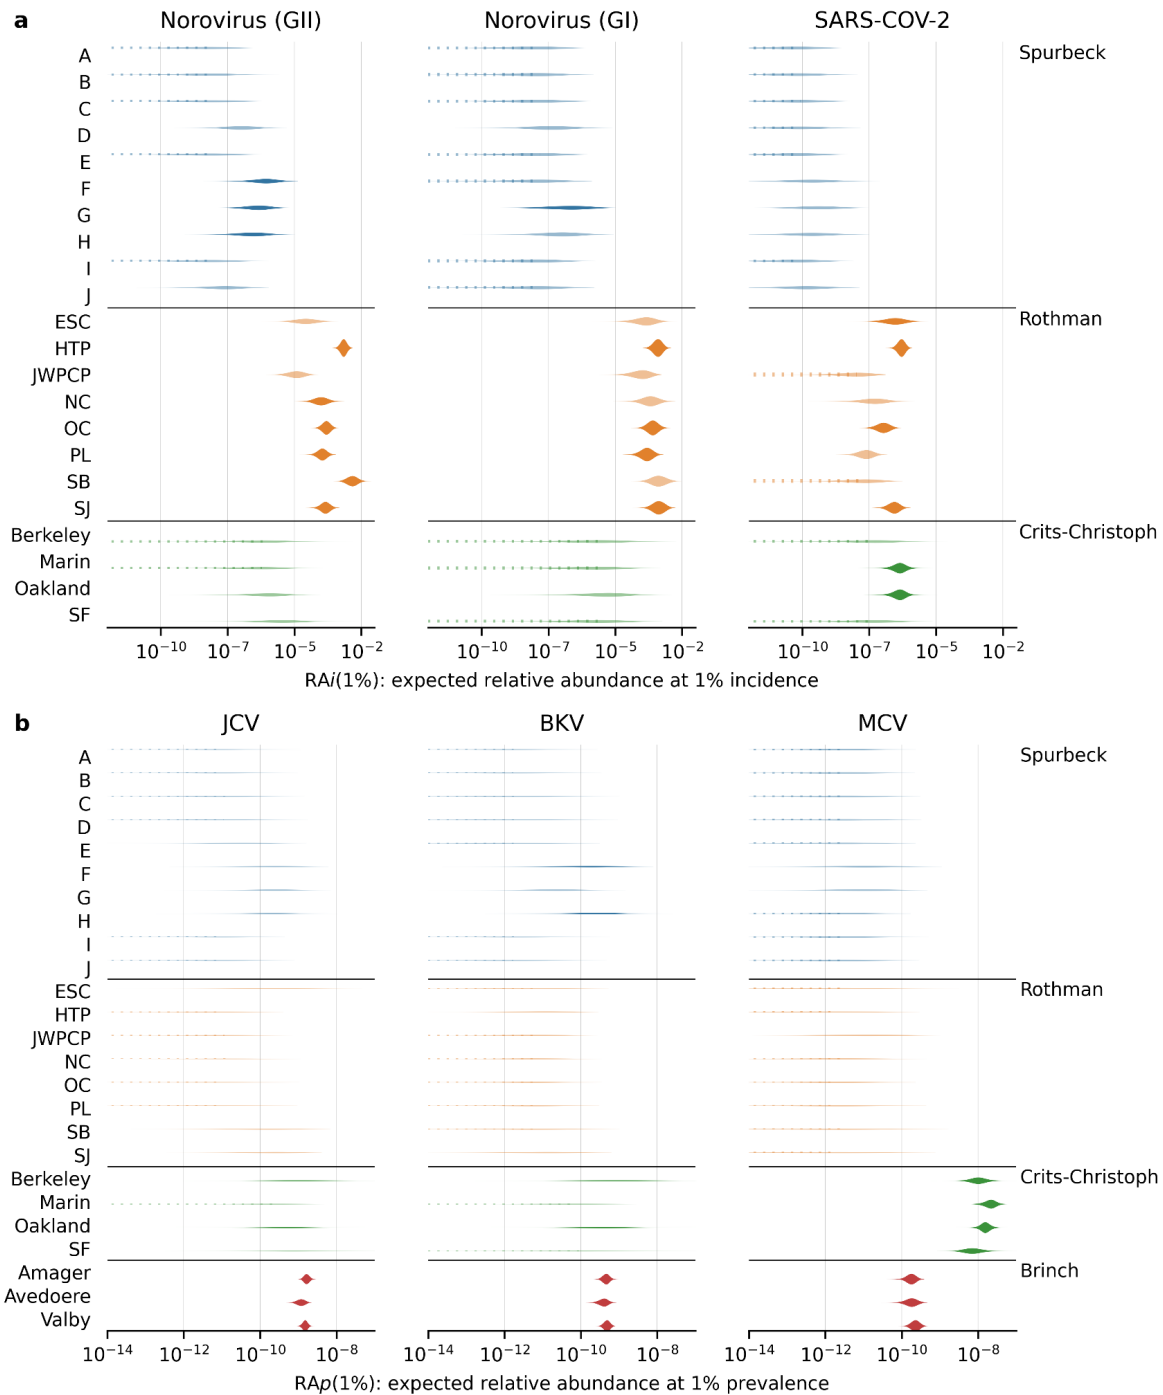 a
Norovirus (GII) Norovirus (GI) SARS-COV-2
A Spurbeck
B
C
D
E
F
G
H
I
J
ESC Rothman
HTP
JWPCP
NC
OC
PL
SB
SJ
Berkeley Crits-Christoph
Marin
Oakland
SF
10⁻¹⁰ 10⁻⁷ 10⁻⁵ 10⁻² 10⁻¹⁰ 10⁻⁷ 10⁻⁵ 10⁻² 10⁻¹⁰ 10⁻⁷ 10⁻⁵ 10⁻²
RAi(1%): expected relative abundance at 1% incidence
b
JCV BKV MCV
A Spurbeck
B
C
D
E
F
G
H
I
J
ESC Rothman
HTP
JWPCP
NC
OC
PL
SB
SJ
Berkeley Crits-Christoph
Marin
Oakland
SF
Amager Brinch
Avedoere
Valby
10⁻¹⁴ 10⁻¹² 10⁻¹⁰ 10⁻⁸ 10⁻¹⁴ 10⁻¹² 10⁻¹⁰ 10⁻⁸ 10⁻¹⁴ 10⁻¹² 10⁻¹⁰ 10⁻⁸
RAp(1%): expected relative abundance at 1% prevalence